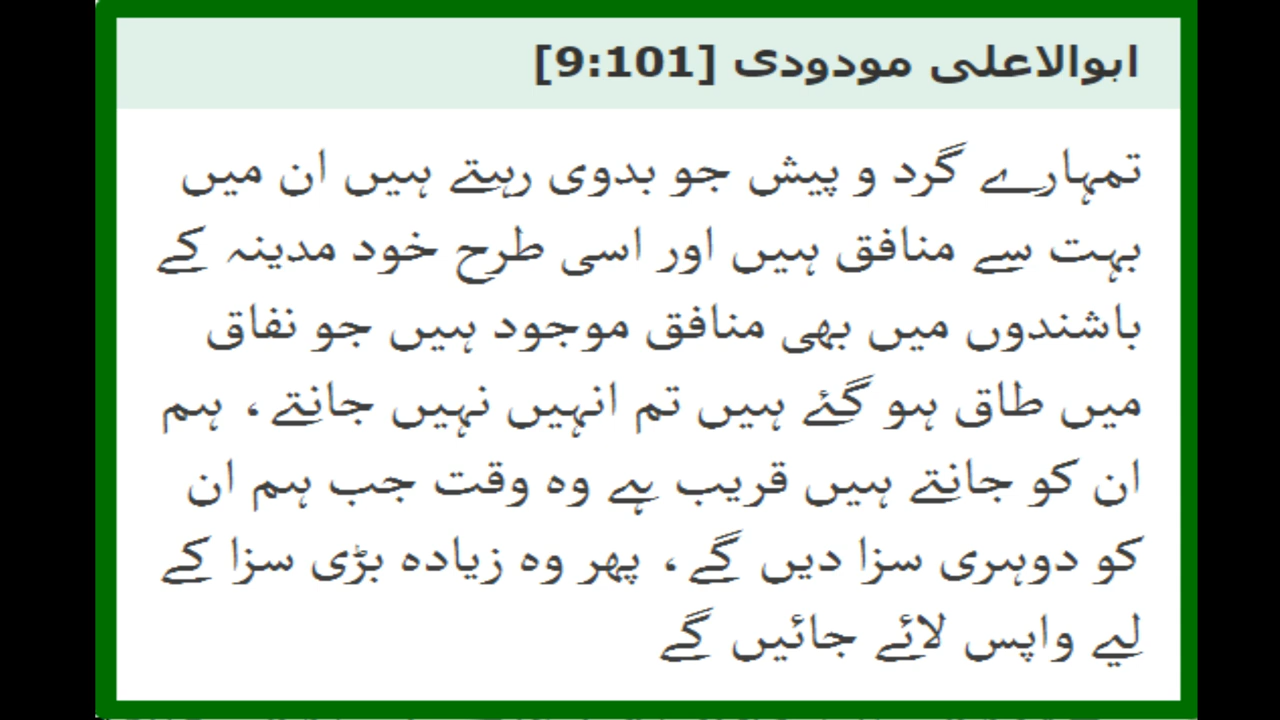 ابوالاعلی مودودی [9:101]
تمہارے گرد و پیش جو بدوی رہتے ہیں ان میں
بہت سے منافق ہیں اور اسی طرح خود مدینہ کے
باشندوں میں بھی منافق موجود ہیں جو نفاق
میں طاق ہو گئے ہیں تم انہیں نہیں جانتے، ہم
ان کو جانتے ہیں قریب ہے وہ وقت جب ہم ان
کو دوہری سزا دیں گے، پھر وہ زیادہ بڑی سزا کے
لیے واپس لائے جائیں گے